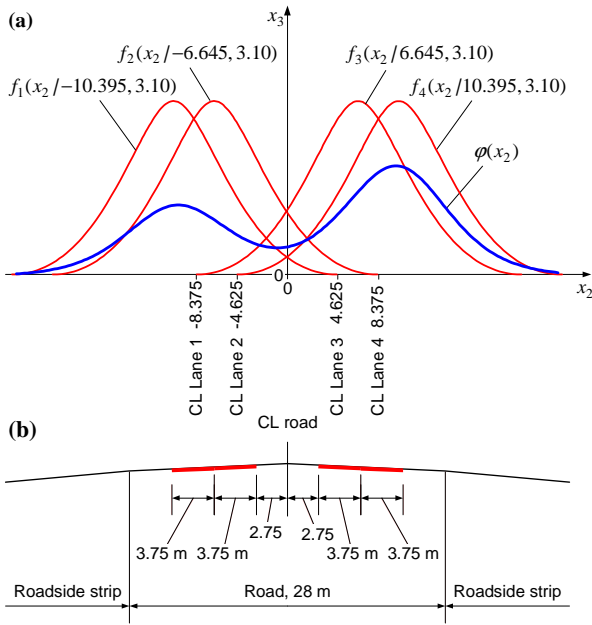 (a)
x₃
f₂(x₂/−6.645, 3.10)
f₃(x₂/6.645, 3.10)
f₁(x₂/−10.395, 3.10)
f₄(x₂/10.395, 3.10)
φ(x₂)
0
0
x₂
CL Lane 1 -8.375
CL Lane 2 -4.625
CL Lane 3 4.625
CL Lane 4 8.375
(b)
CL road
3.75 m
3.75 m
2.75
2.75
3.75 m
3.75 m
Roadside strip
Road, 28 m
Roadside strip